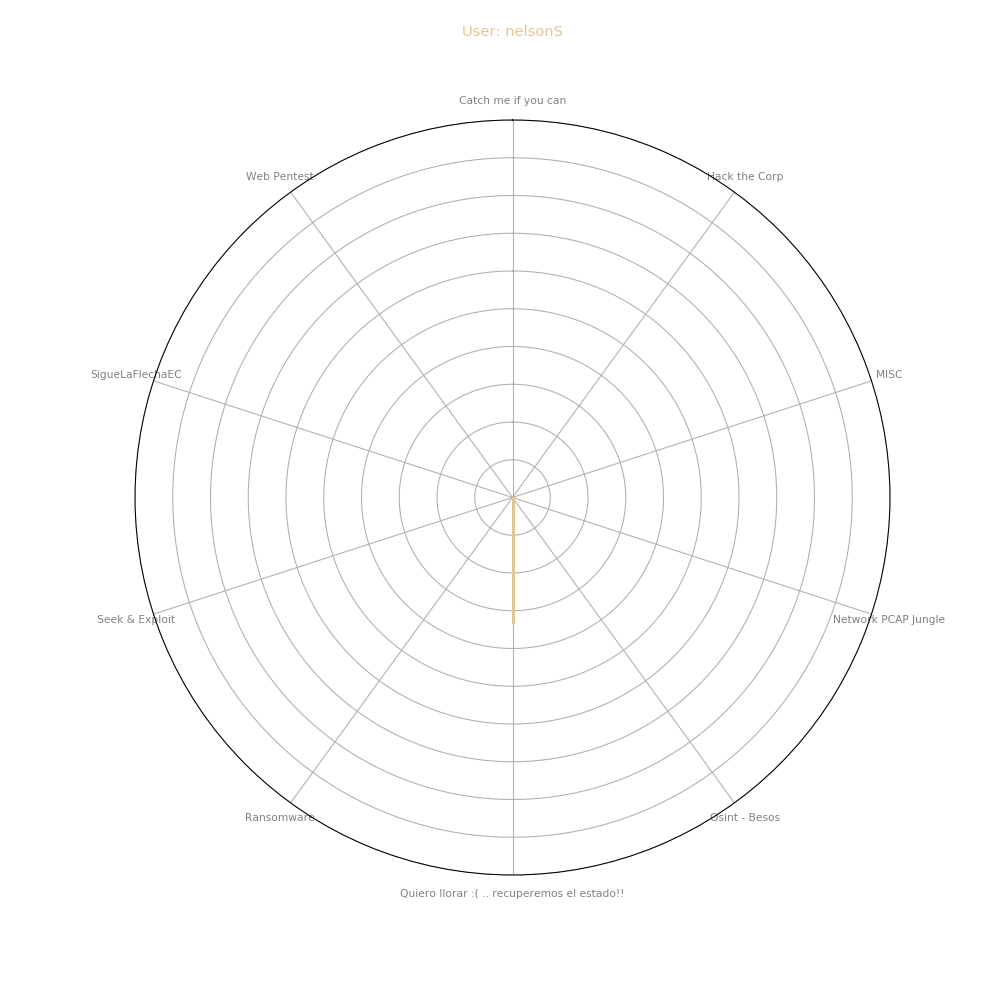 User: nelsonS
Catch me if you can
Web Pentest
Hack the Corp
SigueLaFlechaEC
MISC
Seek & Exploit
Network PCAP Jungle
Ransomware
Osint - Besos
Quiero llorar :( .. recuperemos el estado!!